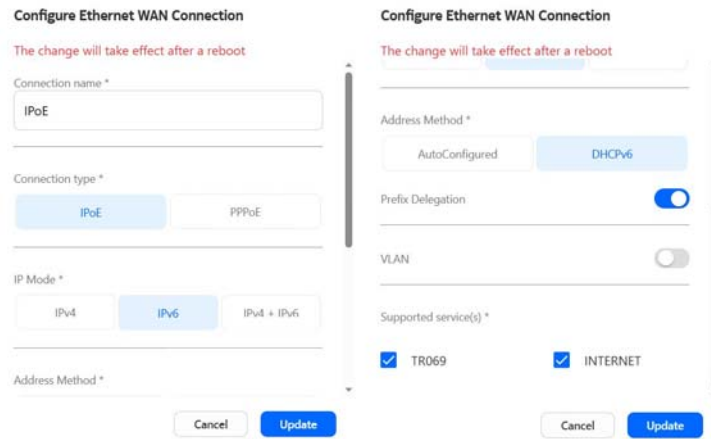 Configure Ethernet WAN Connection
The change will take effect after a reboot
Connection name *
IPoE
Connection type *
IPoE PPPoE
IP Mode *
IPv4 IPv6 IPv4 + IPv6
Address Method *
Cancel Update
Configure Ethernet WAN Connection
The change will take effect after a reboot
Address Method *
AutoConfigured DHCPv6
Prefix Delegation
VLAN
Supported service(s) *
TR069 INTERNET
Cancel Update